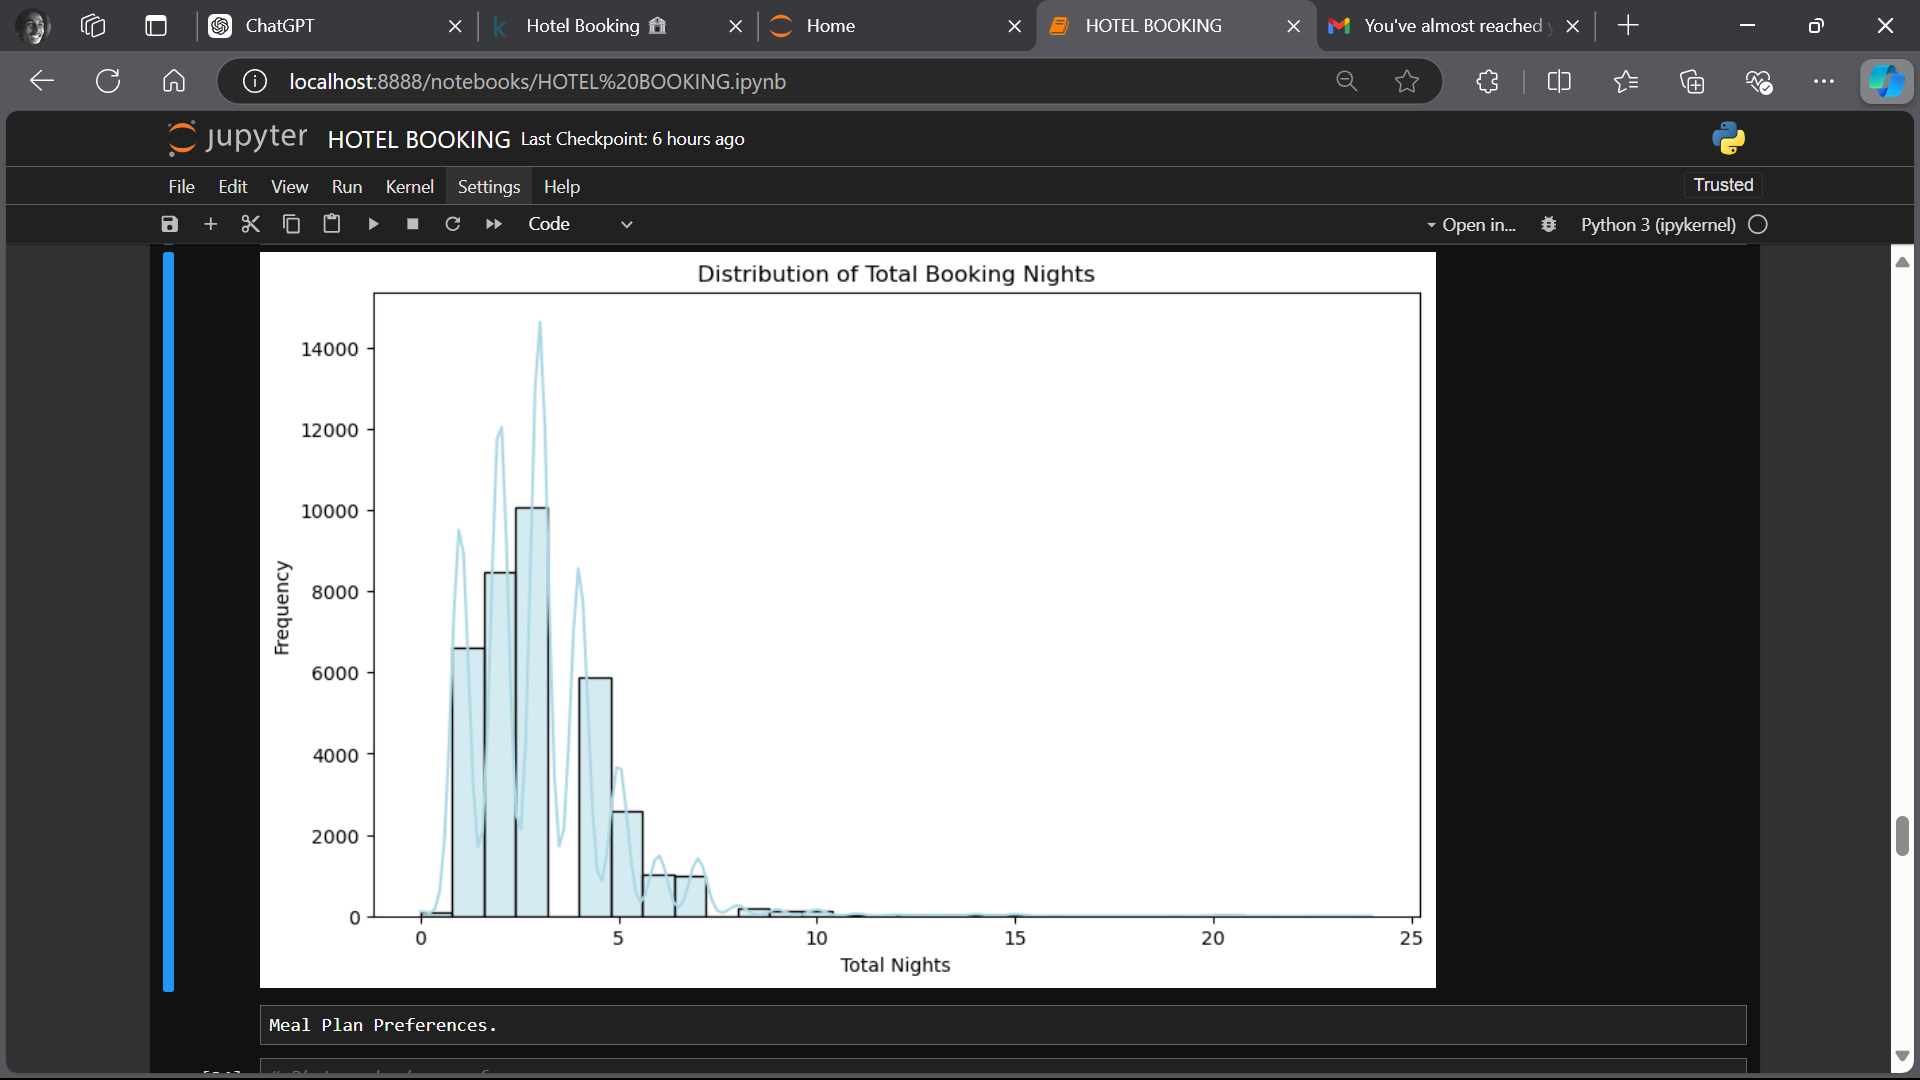 ChatGPT
Hotel Booking
Home
HOTEL BOOKING
You've almost reached
localhost:8888/notebooks/HOTEL%20BOOKING.ipynb
jupyter HOTEL BOOKING Last Checkpoint: 6 hours ago
File Edit View Run Kernel Settings Help
Trusted
Code
Open in...
Python 3 (ipykernel)
Distribution of Total Booking Nights
14000
12000
10000
8000
6000
4000
2000
0
Frequency
0 5 10 15 20 25
Total Nights
Meal Plan Preferences.